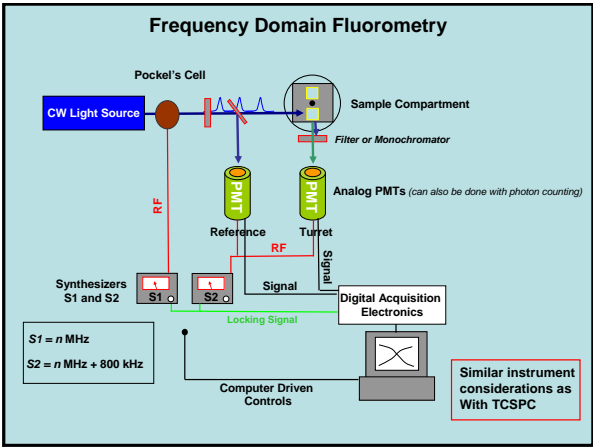 Frequency Domain Fluorometry
Pockel's Cell
CW Light Source
Sample Compartment
Filter or Monochromator
PMT
PMT
Analog PMTs (can also be done with photon counting)
RF
Reference
Turret
RF
Signal
Signal
Synthesizers
S1 and S2
S1
S2
Digital Acquisition
Electronics
Locking Signal
S1 = n MHz
S2 = n MHz + 800 kHz
Computer Driven
Controls
Similar instrument
considerations as
With TCSPC